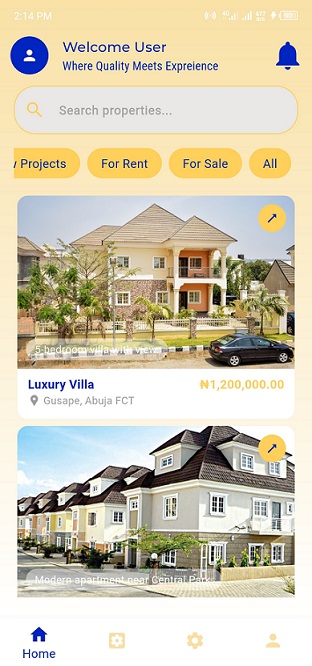 2:14 PM
Welcome User
Where Quality Meets Expreience
Search properties...
v Projects
For Rent
For Sale
All
5-bedroom villa with view
Luxury Villa
₦1,200,000.00
Gusape, Abuja FCT
Modern apartment near Central Park
Home